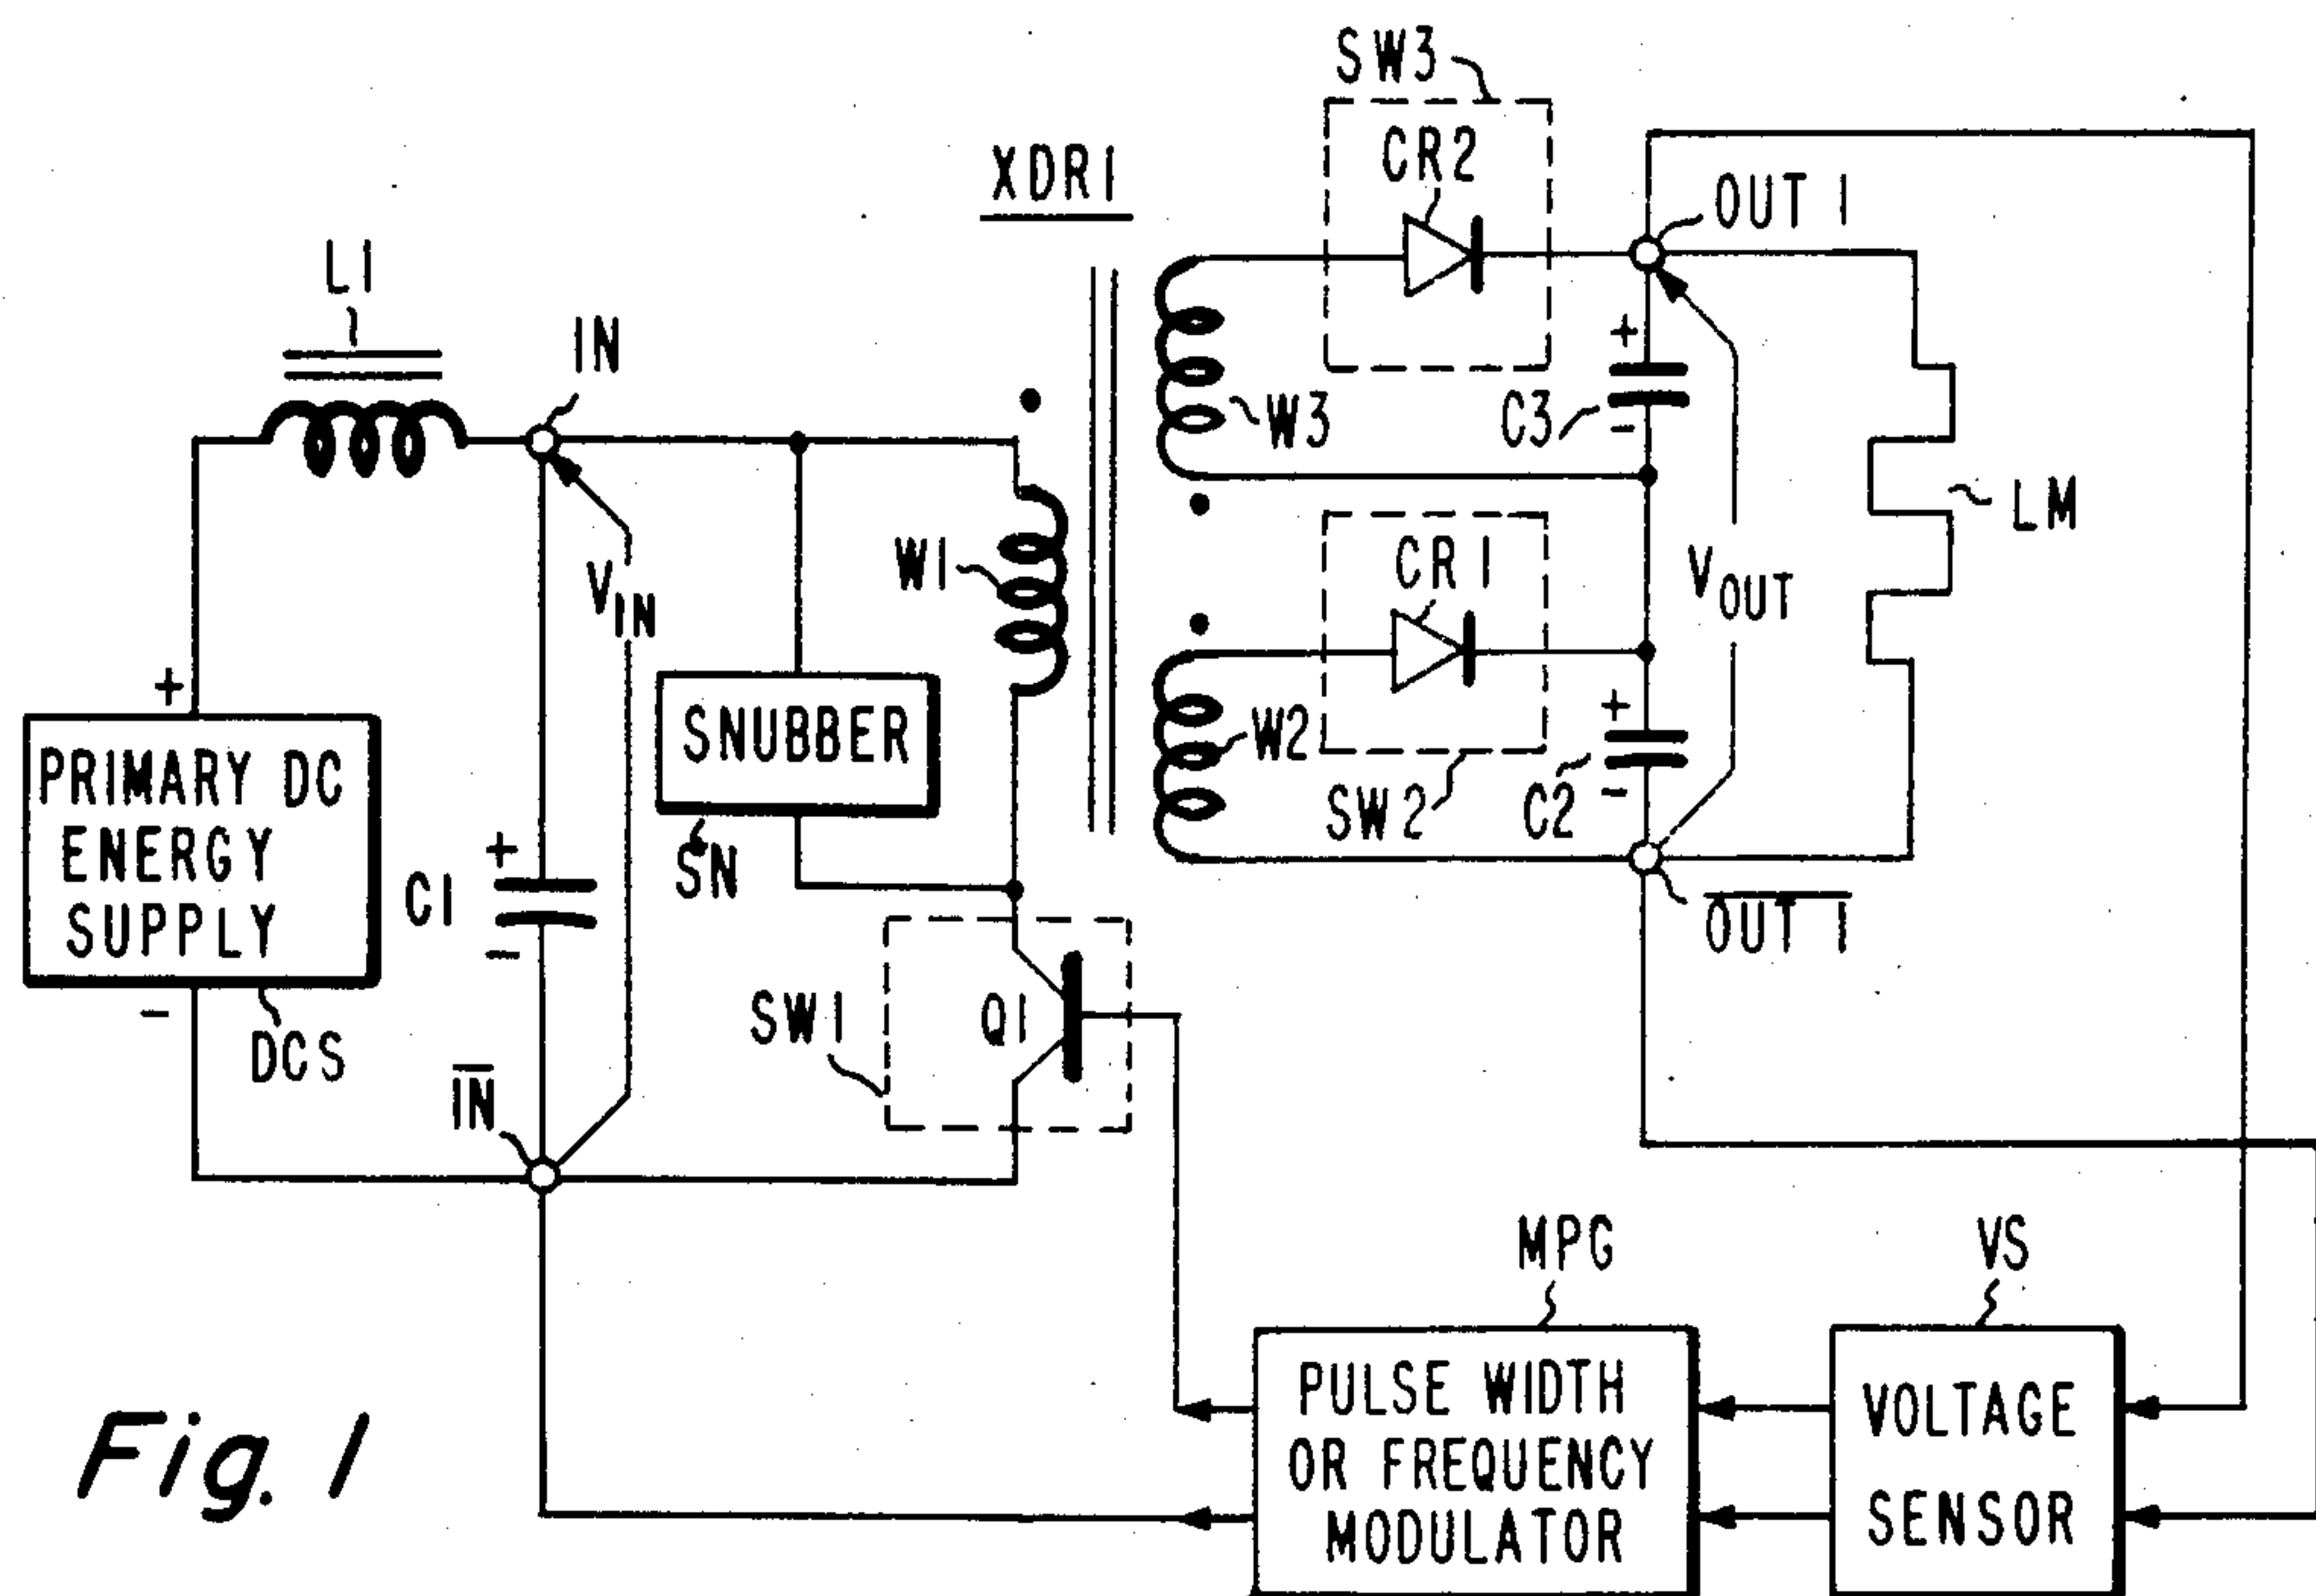 SW3
CR2
XDR1
OUT 1
L1
IN
+
W3
C3
-
LM
W1
CR1
V IN
V OUT
+
SNUBBER
+
W2
PRIMARY DC
ENERGY
SUPPLY
SW2
C2
-
SN
+
C1
-
O̅U̅T̅ 1̅
SW1
Q1
-
DCS
I̅N̅
MPG
VS
PULSE WIDTH
OR FREQUENCY
MODULATOR
VOLTAGE
SENSOR
Fig. 1